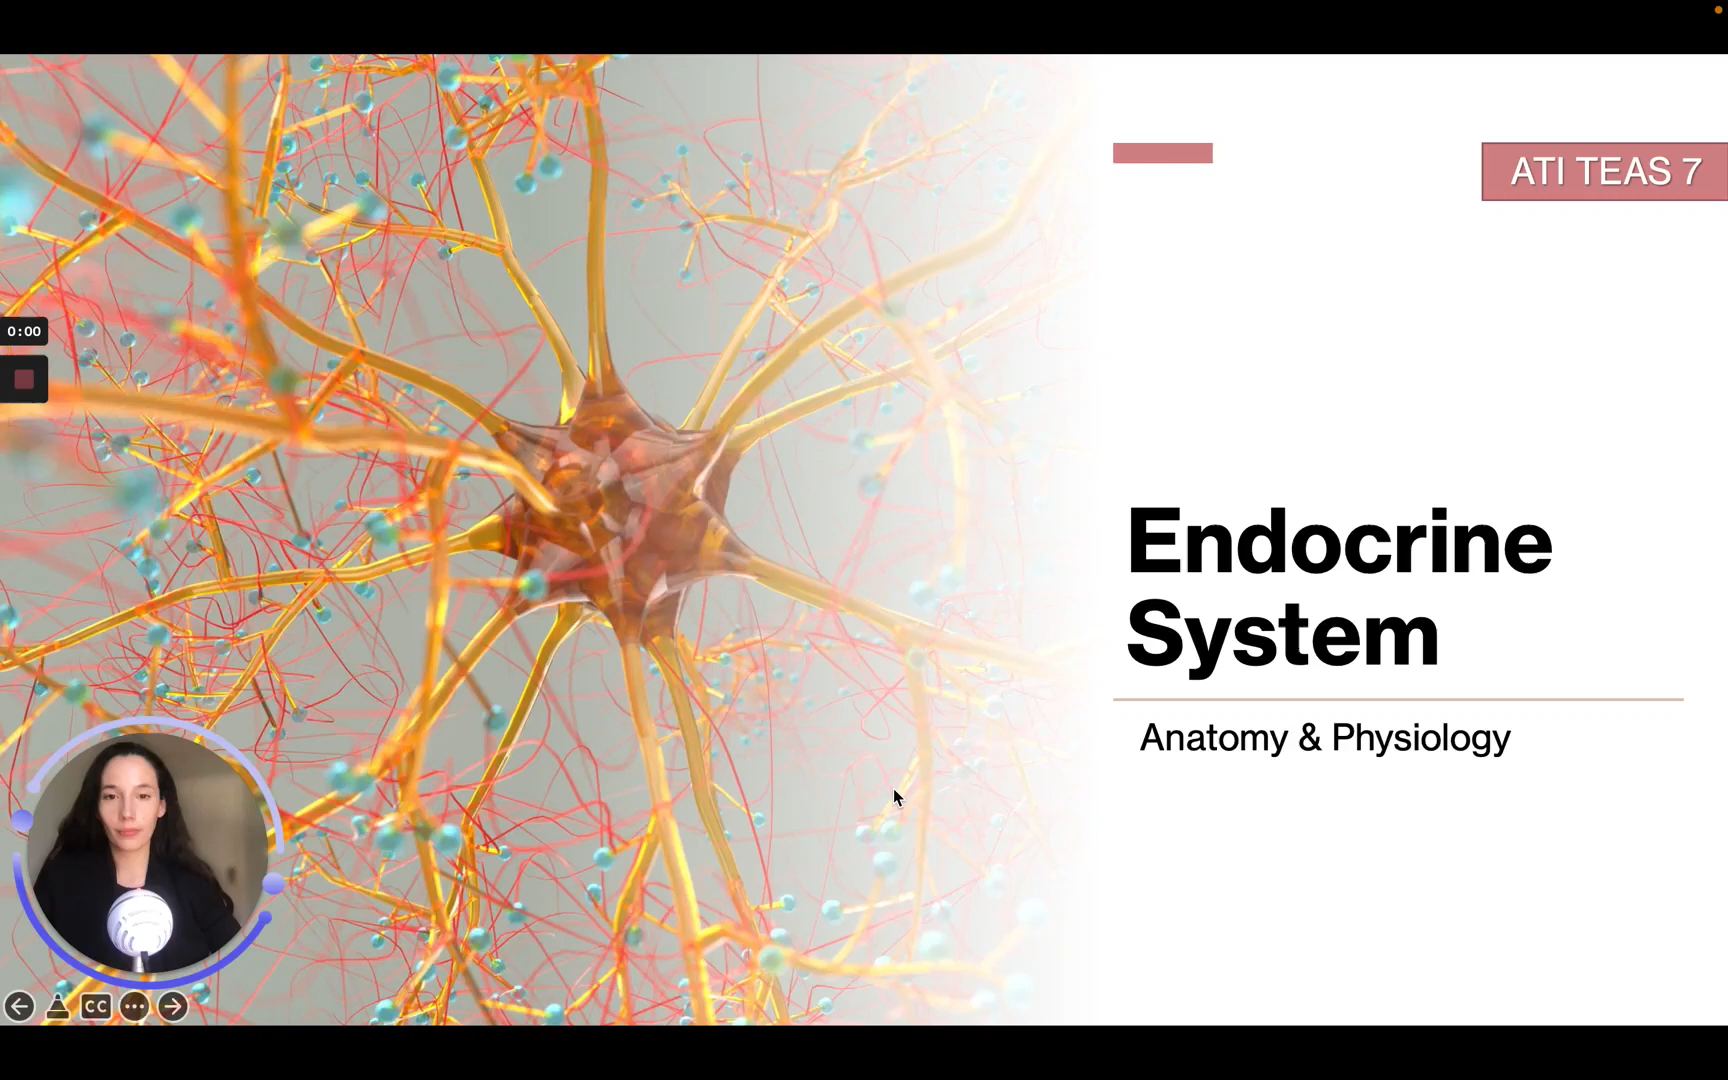 ATI TEAS 7
0:00
Endocrine
System
Anatomy & Physiology
CC